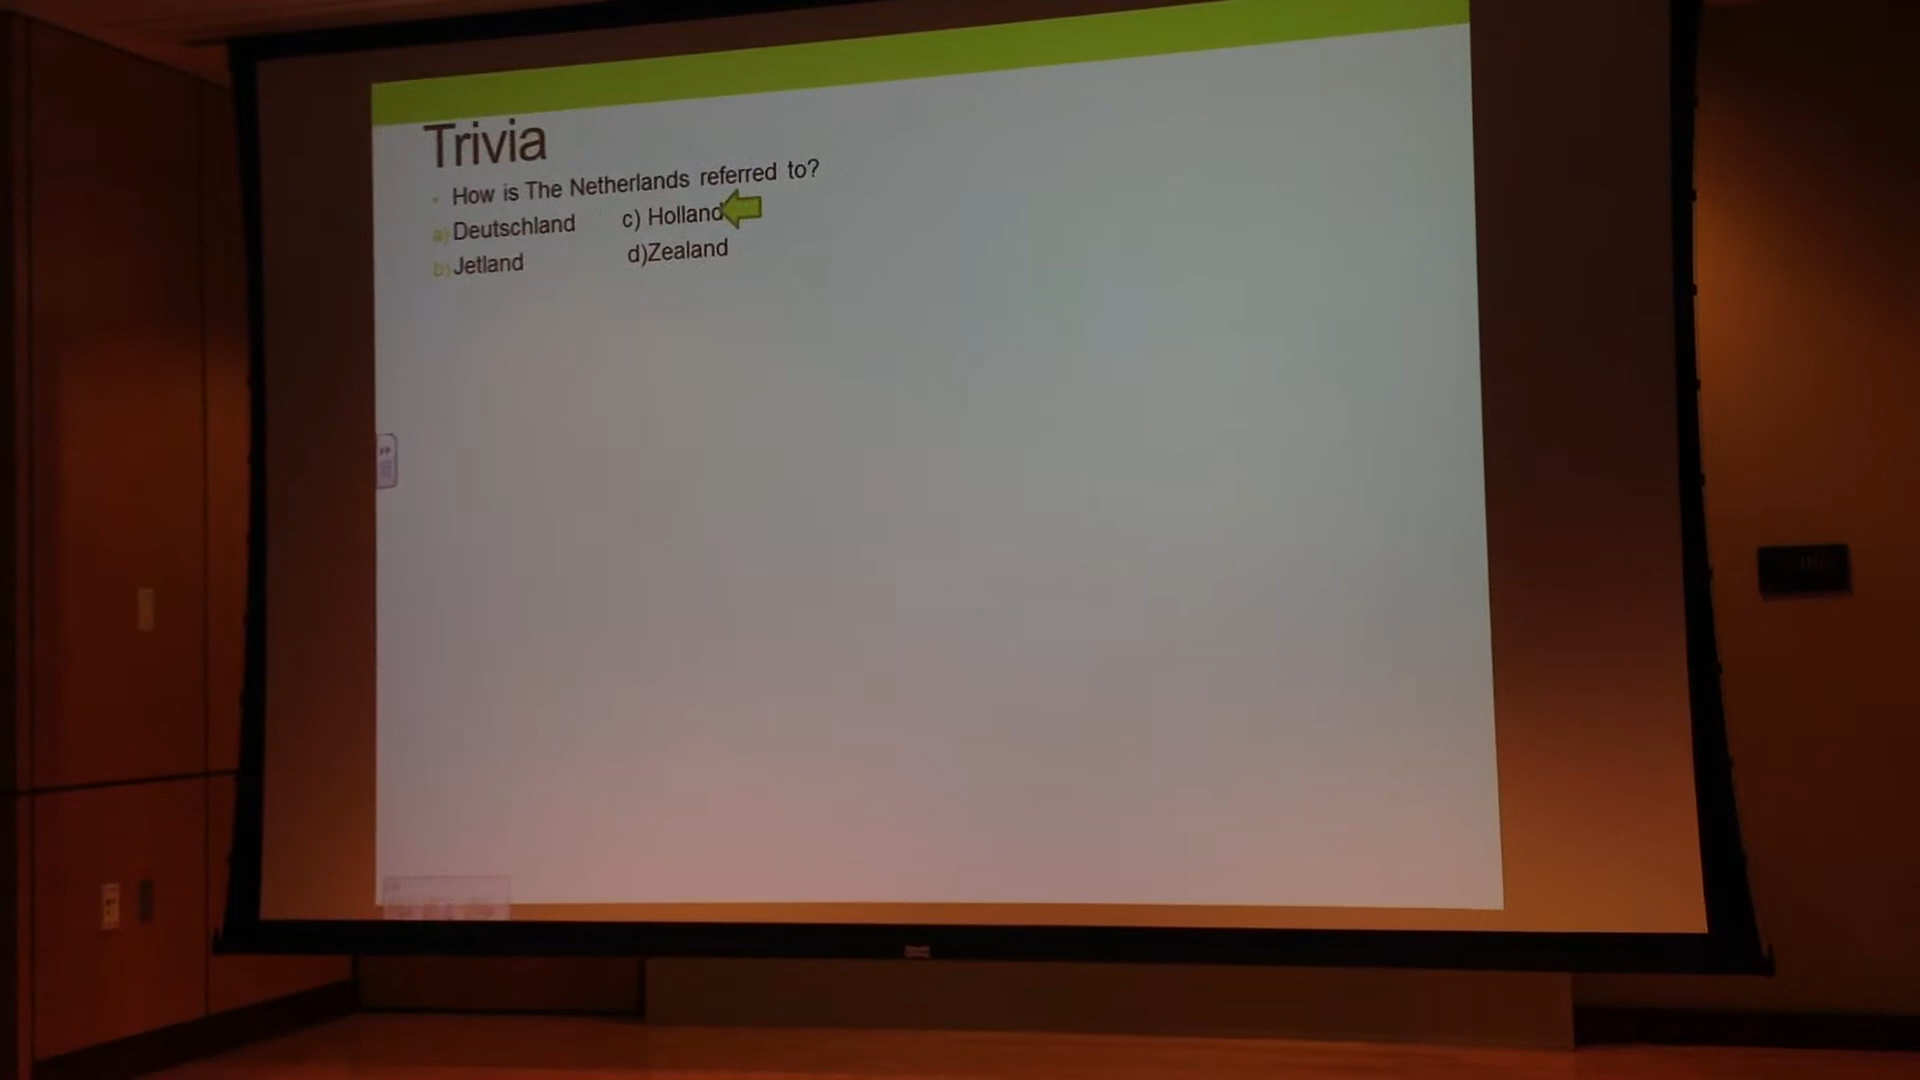 Trivia
• How is The Netherlands referred to?
a) Deutschland c) Holland
b) Jetland d)Zealand